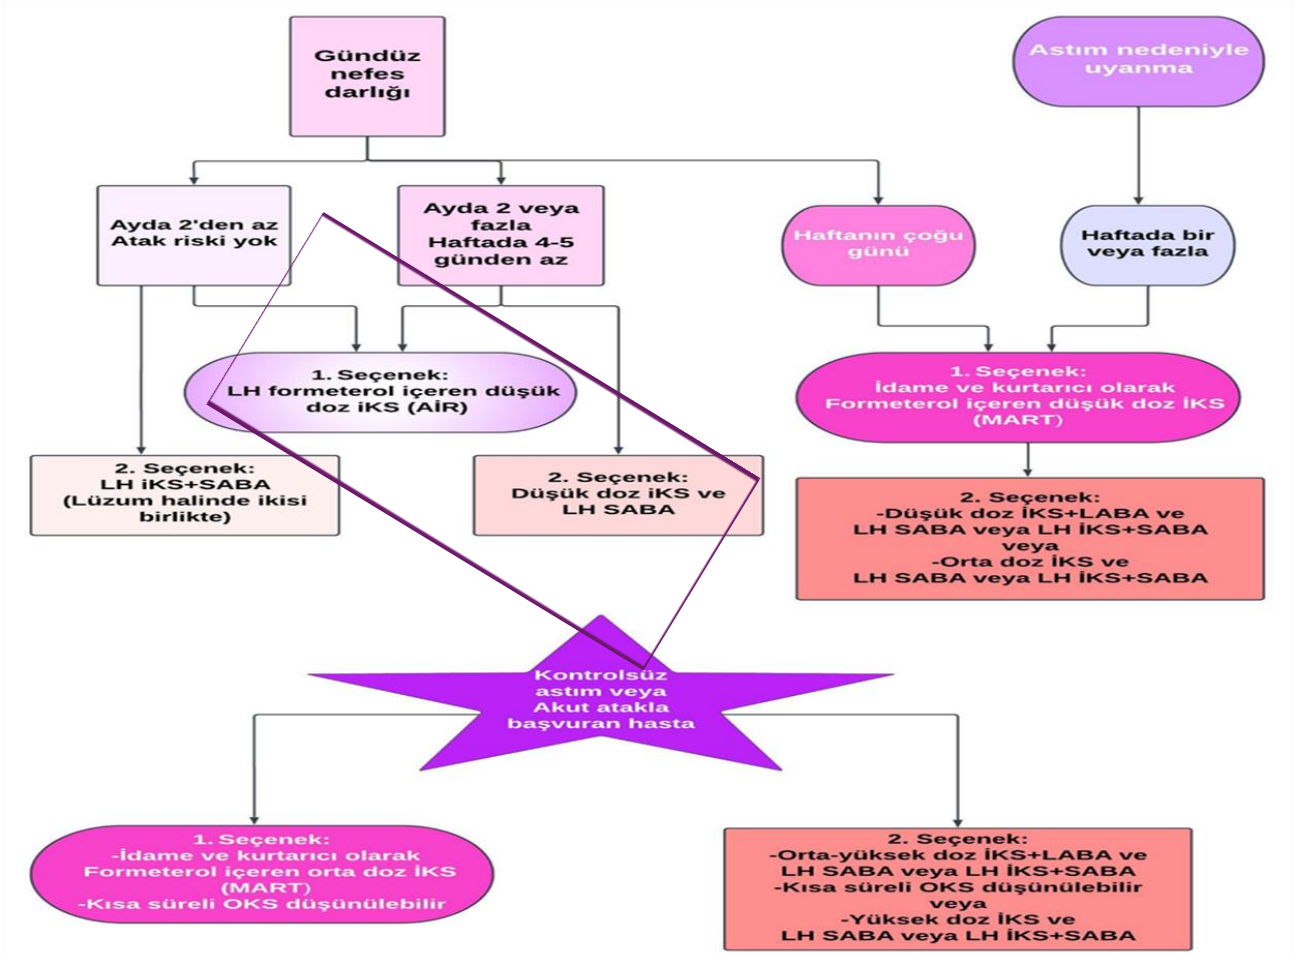 Gündüz
nefes
darlığı
Astım nedeniyle
uyanma
Ayda 2'den az
Atak riski yok
Ayda 2 veya
fazla
Haftada 4-5
günden az
Haftanın çoğu
günü
Haftada bir
veya fazla
1. Seçenek:
LH formeterol içeren düşük
doz iKS (AİR)
1. Seçenek:
İdame ve kurtarıcı olarak
Formeterol içeren düşük doz İKS
(MART)
2. Seçenek:
LH iKS+SABA
(Lüzum halinde ikisi
birlikte)
2. Seçenek:
Düşük doz iKS ve
LH SABA
2. Seçenek:
-Düşük doz İKS+LABA ve
LH SABA veya LH İKS+SABA
veya
-Orta doz İKS ve
LH SABA veya LH İKS+SABA
Kontrolsüz
astım veya
Akut atakla
başvuran hasta
1. Seçenek:
-İdame ve kurtarıcı olarak
Formeterol içeren orta doz İKS
(MART)
-Kısa süreli OKS düşünülebilir
2. Seçenek:
-Orta-yüksek doz İKS+LABA ve
LH SABA veya LH İKS+SABA
-Kısa süreli OKS düşünülebilir
veya
-Yüksek doz İKS ve
LH SABA veya LH İKS+SABA